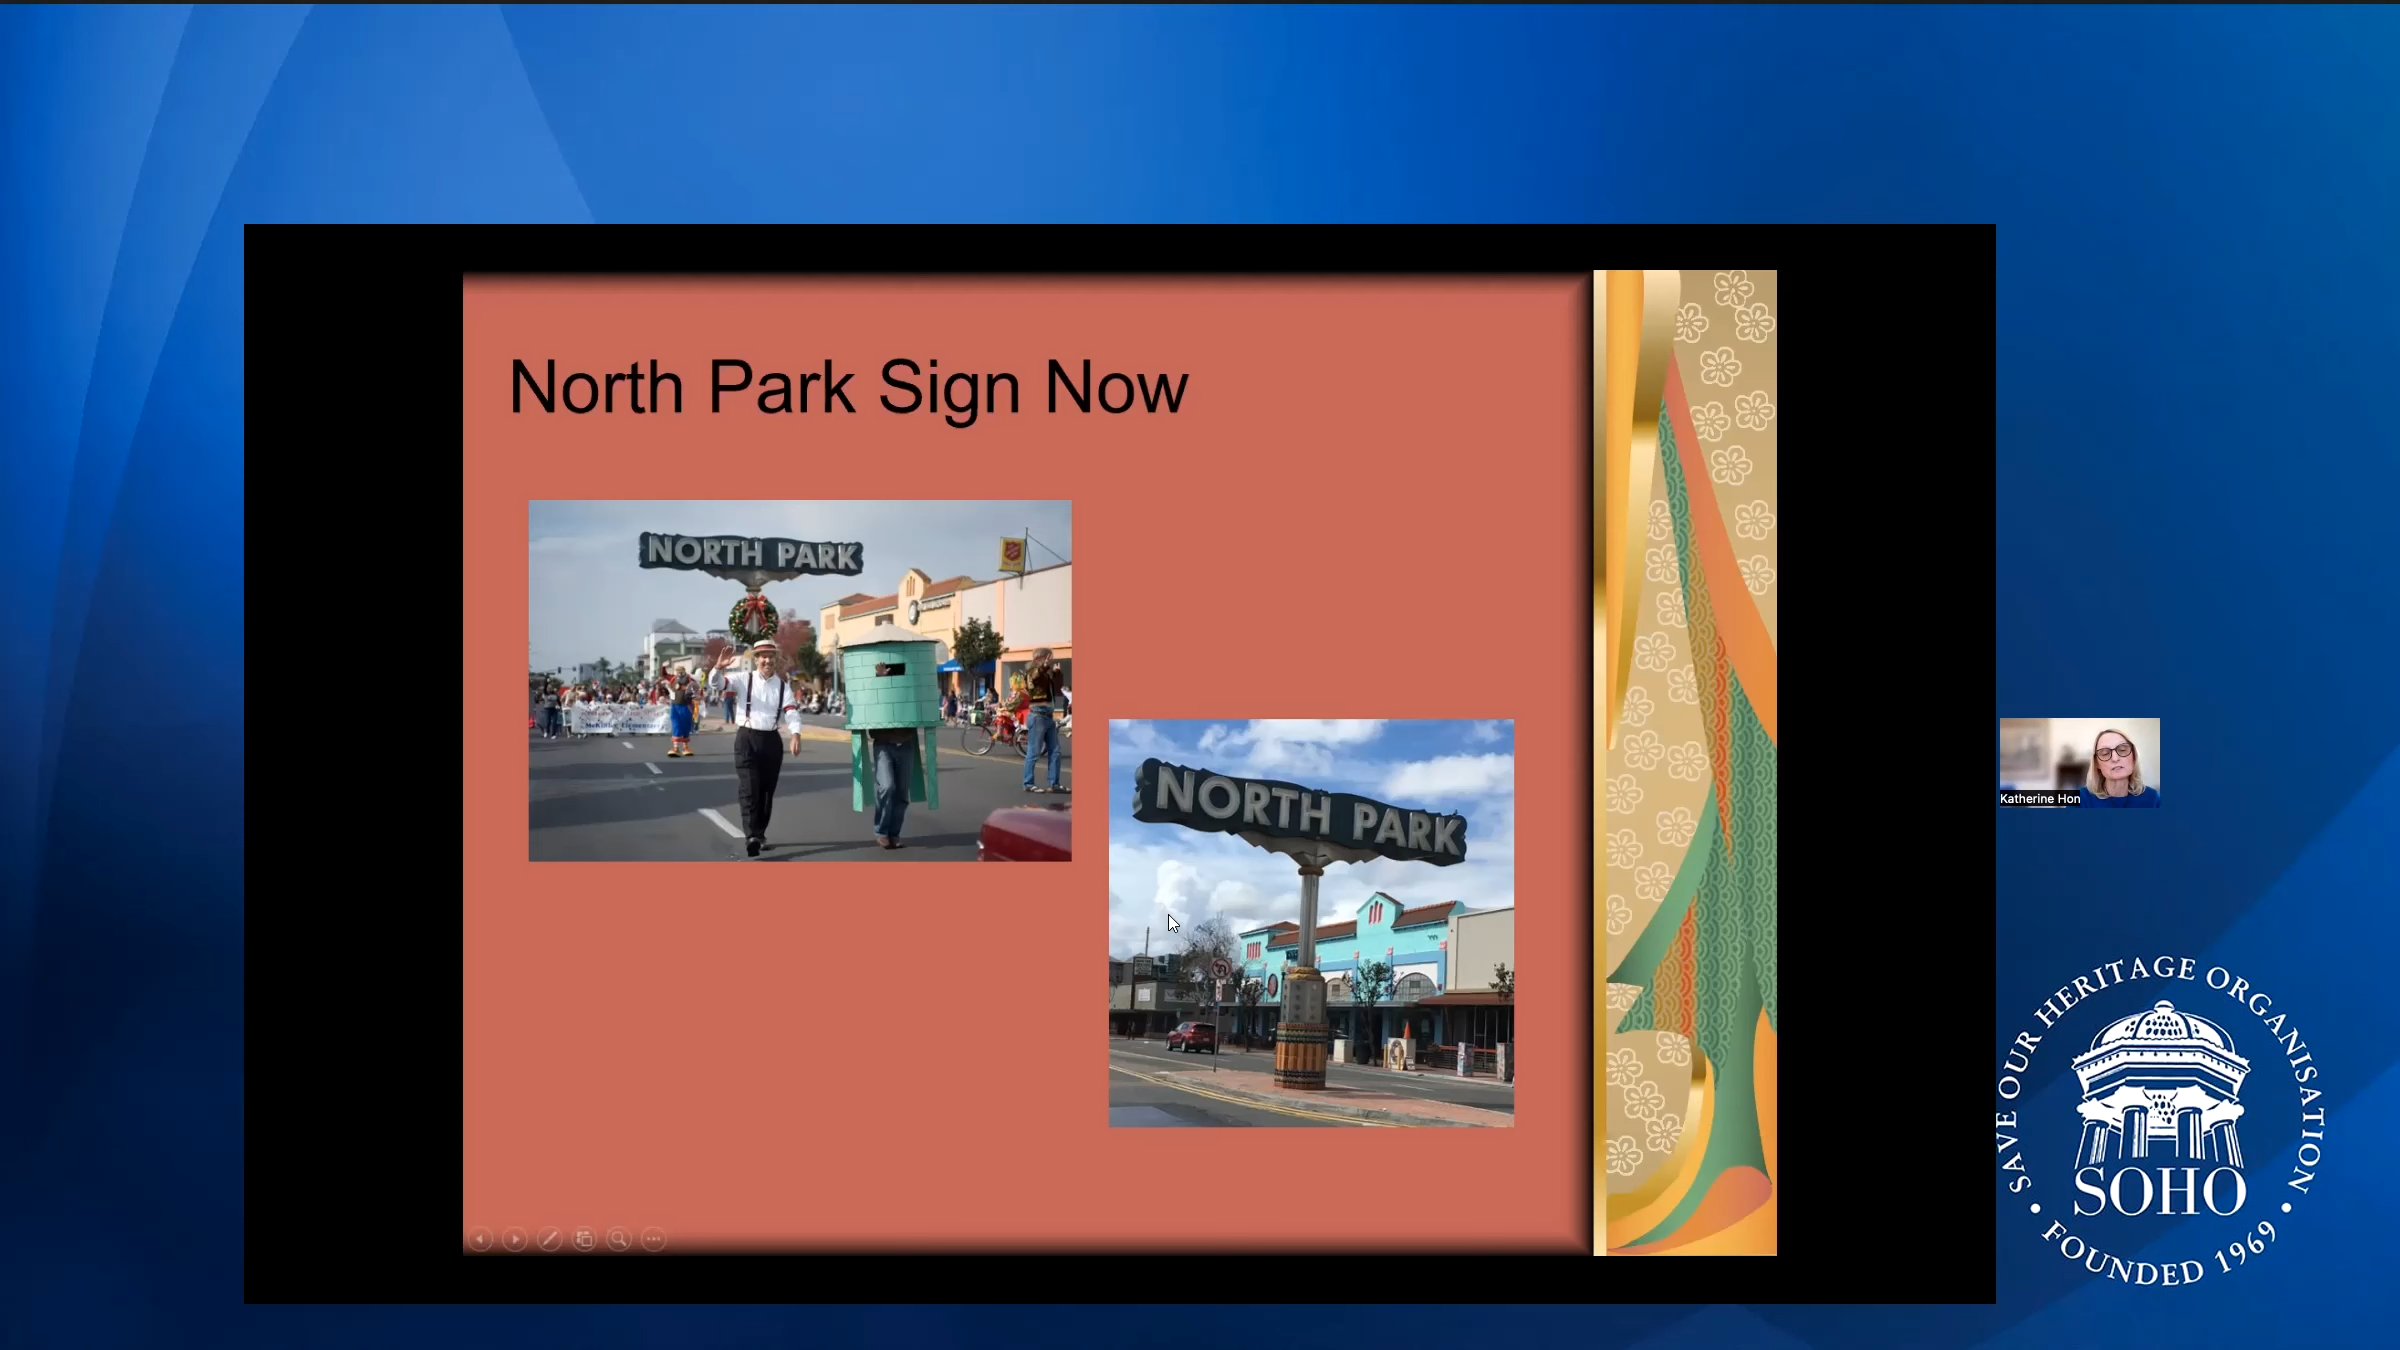 North Park Sign Now
NORTH PARK
NORTH PARK
Katherine Hon
SAVE OUR HERITAGE ORGANISATION
SOHO
• FOUNDED 1969 •